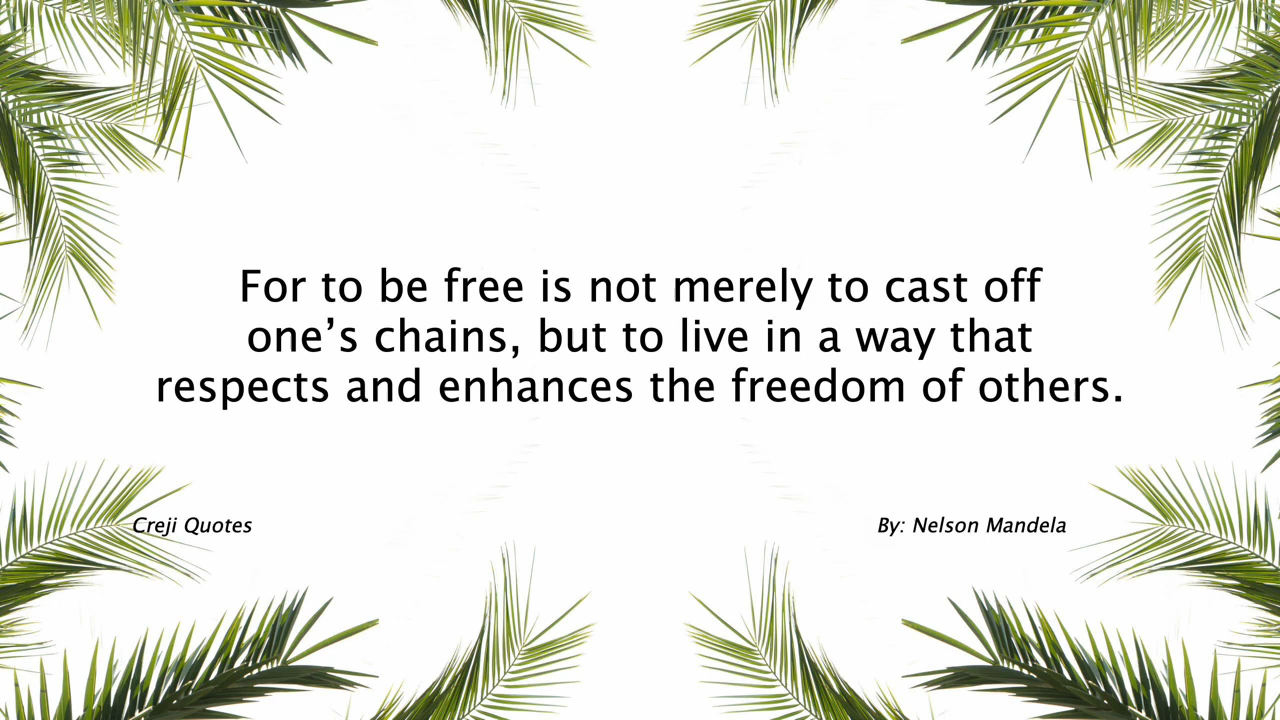 For to be free is not merely to cast off
one’s chains, but to live in a way that
respects and enhances the freedom of others.
Creji Quotes
By: Nelson Mandela